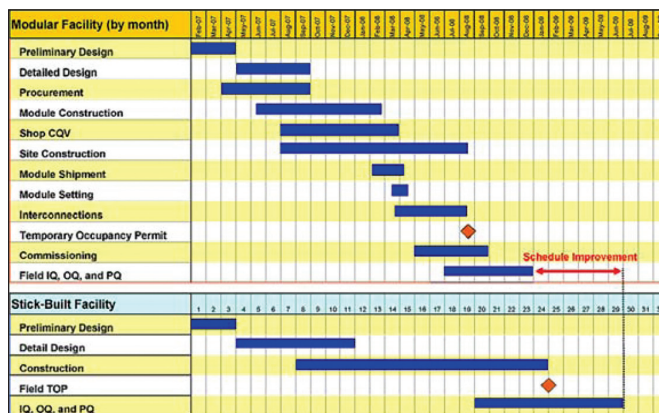 Modular Facility (by month) Feb-07 Mar-07 Apr-07 May-07 Jun-07 Jul-07 Aug-07 Sep-07 Oct-07 Nov-07 Dec-07 Jan-08 Feb-08 Mar-08 Apr-08 May-08 Jun-08 Jul-08 Aug-08 Sep-08 Oct-08 Nov-08 Dec-08 Jan-09 Feb-09 Mar-09 Apr-09 May-09 Jun-09 Jul-09 Aug-09
Preliminary Design
Detailed Design
Procurement
Module Construction
Shop CQV
Site Construction
Module Shipment
Module Setting
Interconnections
Temporary Occupancy Permit
Commissioning
Schedule Improvement
Field IQ, OQ, and PQ
Stick-Built Facility 1 2 3 4 5 6 7 8 9 10 11 12 13 14 15 16 17 18 19 20 21 22 23 24 25 26 27 28 29 30 31
Preliminary Design
Detail Design
Construction
Field TOP
IQ, OQ, and PQ